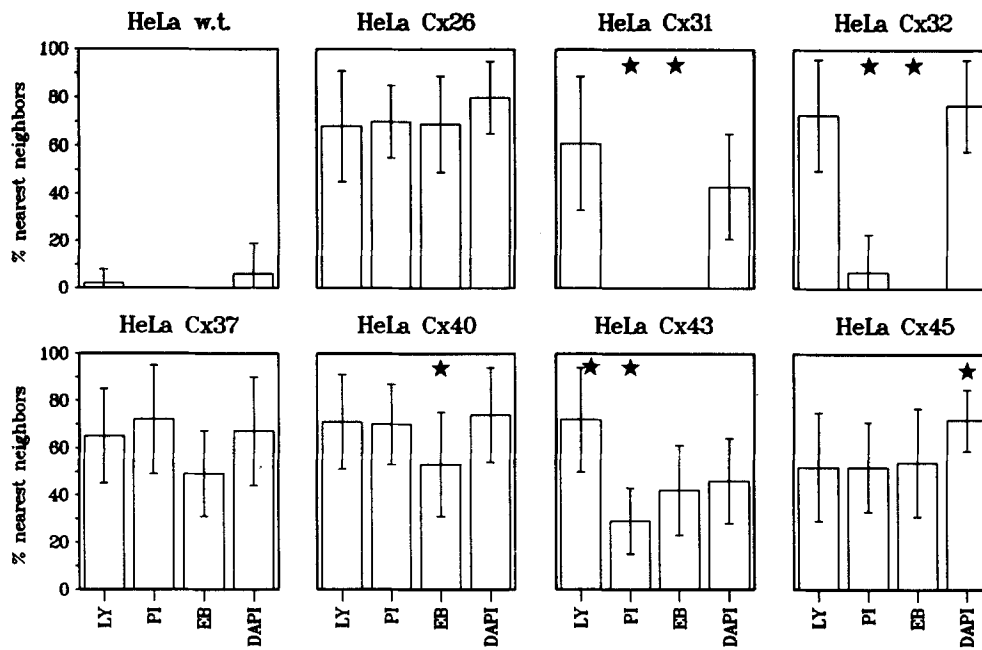 HeLa w.t. HeLa Cx26 HeLa Cx31 HeLa Cx32
% nearest neighbors
100
80
60
40
20
0
HeLa Cx37 HeLa Cx40 HeLa Cx43 HeLa Cx45
% nearest neighbors
100
80
60
40
20
0
LY PI EB DAPI LY PI EB DAPI LY PI EB DAPI LY PI EB DAPI